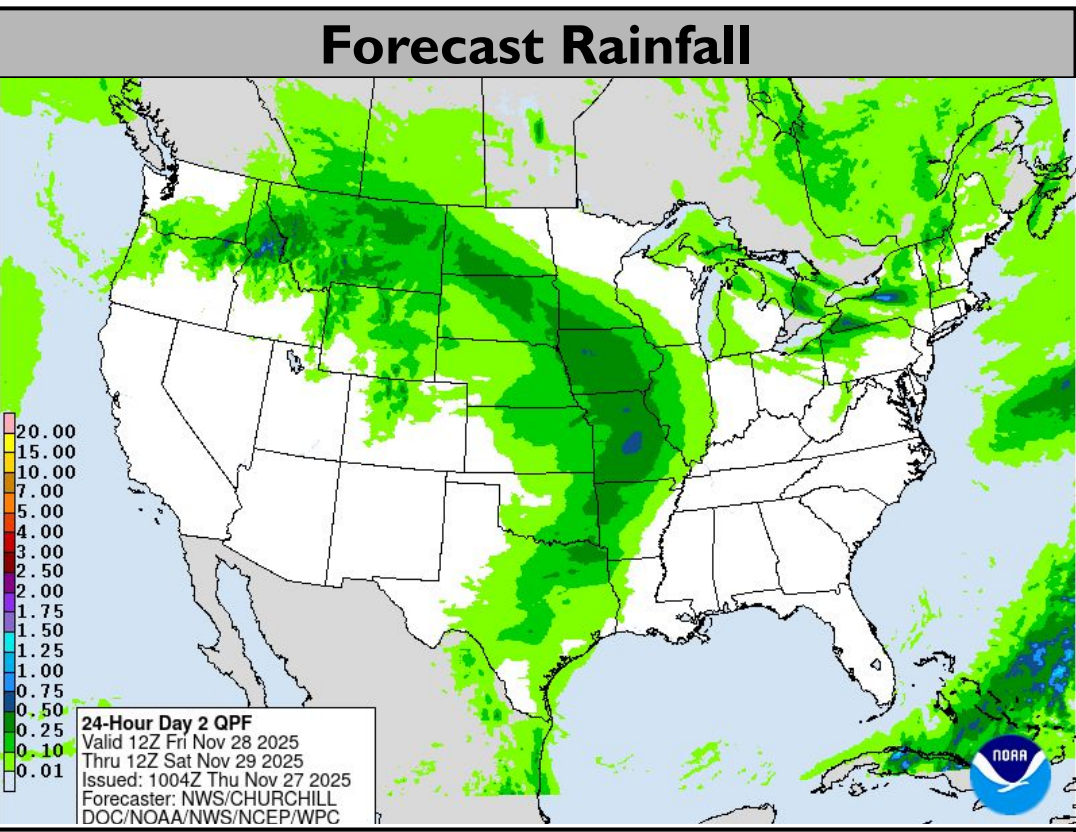 Forecast Rainfall
20.00
15.00
10.00
7.00
5.00
4.00
3.00
2.50
2.00
1.75
1.50
1.25
1.00
0.75
0.50
0.25
0.10
0.01
24-Hour Day 2 QPF
Valid 12Z Fri Nov 28 2025
Thru 12Z Sat Nov 29 2025
Issued: 1004Z Thu Nov 27 2025
Forecaster: NWS/CHURCHILL
DOC/NOAA/NWS/NCEP/WPC
NOAA